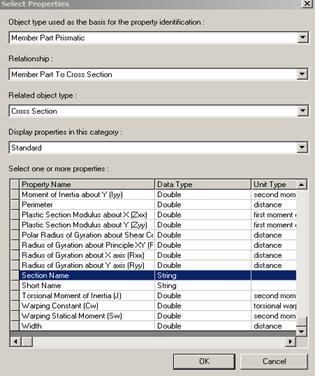 Select Properties
Object type used as the basis for the property identification :
Member Part Prismatic
Relationship :
Member Part To Cross Section
Related object type :
Cross Section
Display properties in this category :
Standard
Select one or more properties :
Property Name Data Type Unit Type
Moment of Inertia about Y (Iyy) Double second mom
Perimeter Double distance
Plastic Section Modulus about X (Zxx) Double first moment
Plastic Section Modulus about Y (Zyy) Double first moment
Polar Radius of Gyration about Shear Ce Double distance
Radius of Gyration about Principle XY (F Double distance
Radius of Gyration about X axis (Rxx) Double distance
Radius of Gyration about Y axis (Ryy) Double distance
Section Name String
Short Name String
Torsional Moment of Inertia (J) Double second mom
Warping Constant (Cw) Double torsional warp
Warping Statical Moment (Sw) Double second mom
Width Double distance
OK Cancel